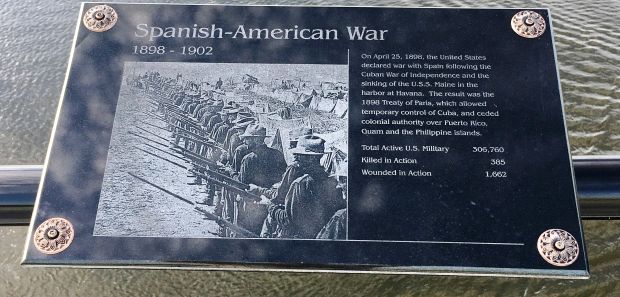 Spanish-American War
1898 - 1902
On April 25, 1898, the United States
declared war with Spain following the
Cuban War of Independence and the
sinking of the U.S.S. Maine in the
harbor at Havana. The result was the
1898 Treaty of Paris, which allowed
temporary control of Cuba, and ceded
colonial authority over Puerto Rico,
Guam and the Philippine islands.
Total Active U.S. Military 306,760
Killed in Action 385
Wounded in Action 1,662